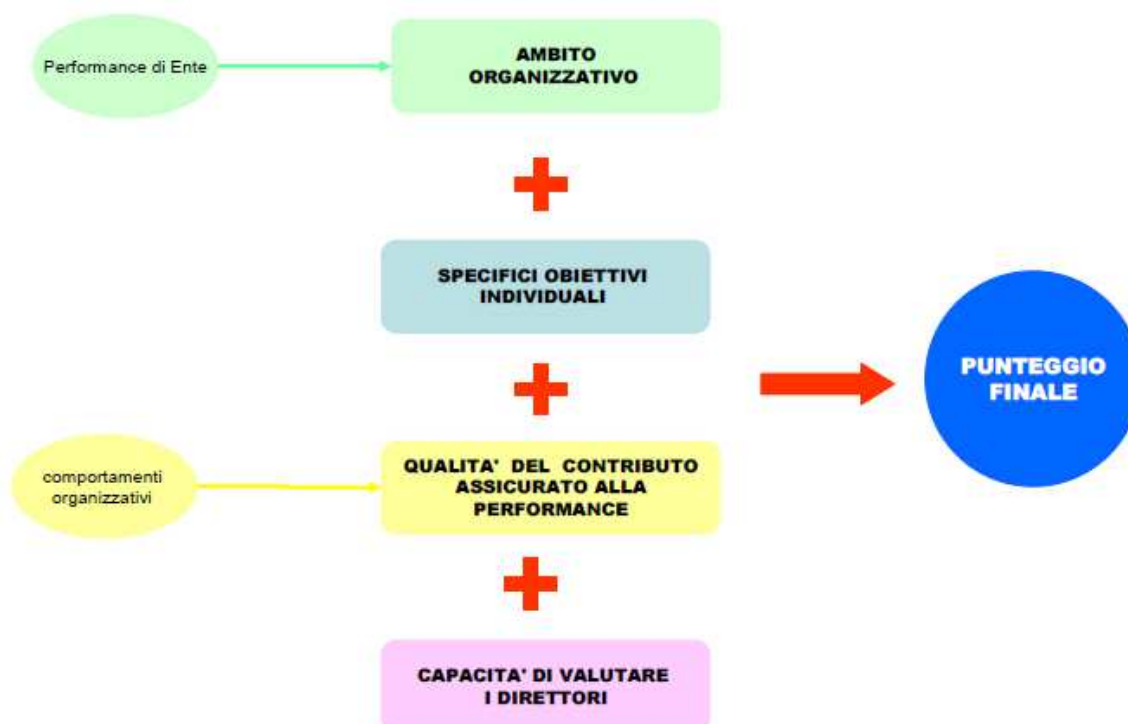 Performance di Ente
AMBITO
ORGANIZZATIVO
SPECIFICI OBIETTIVI
INDIVIDUALI
PUNTEGGIO
FINALE
comportamenti
organizzativi
QUALITA' DEL CONTRIBUTO
ASSICURATO ALLA
PERFORMANCE
CAPACITA' DI VALUTARE
I DIRETTORI